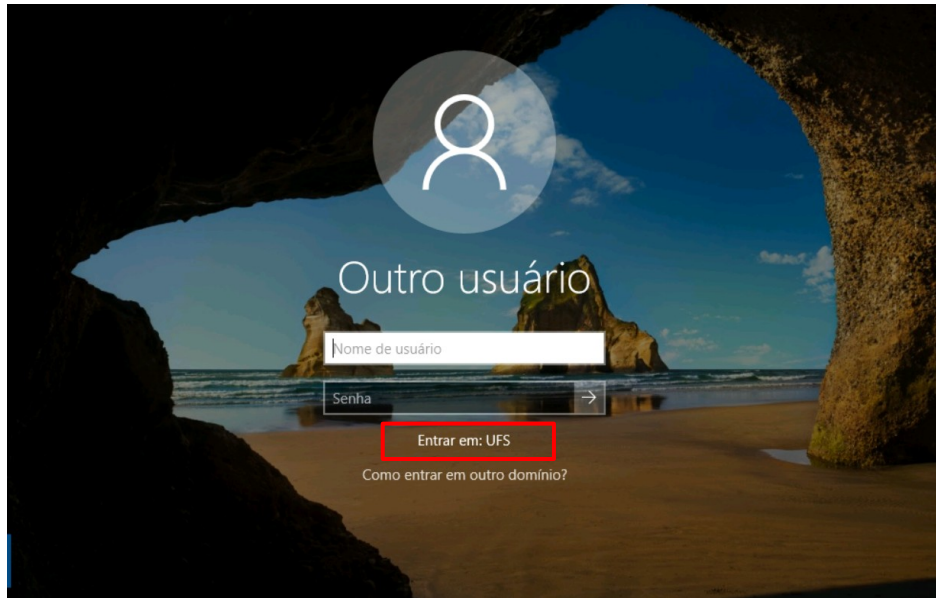 Outro usuário
Nome de usuário
Senha
Entrar em: UFS
Como entrar em outro domínio?